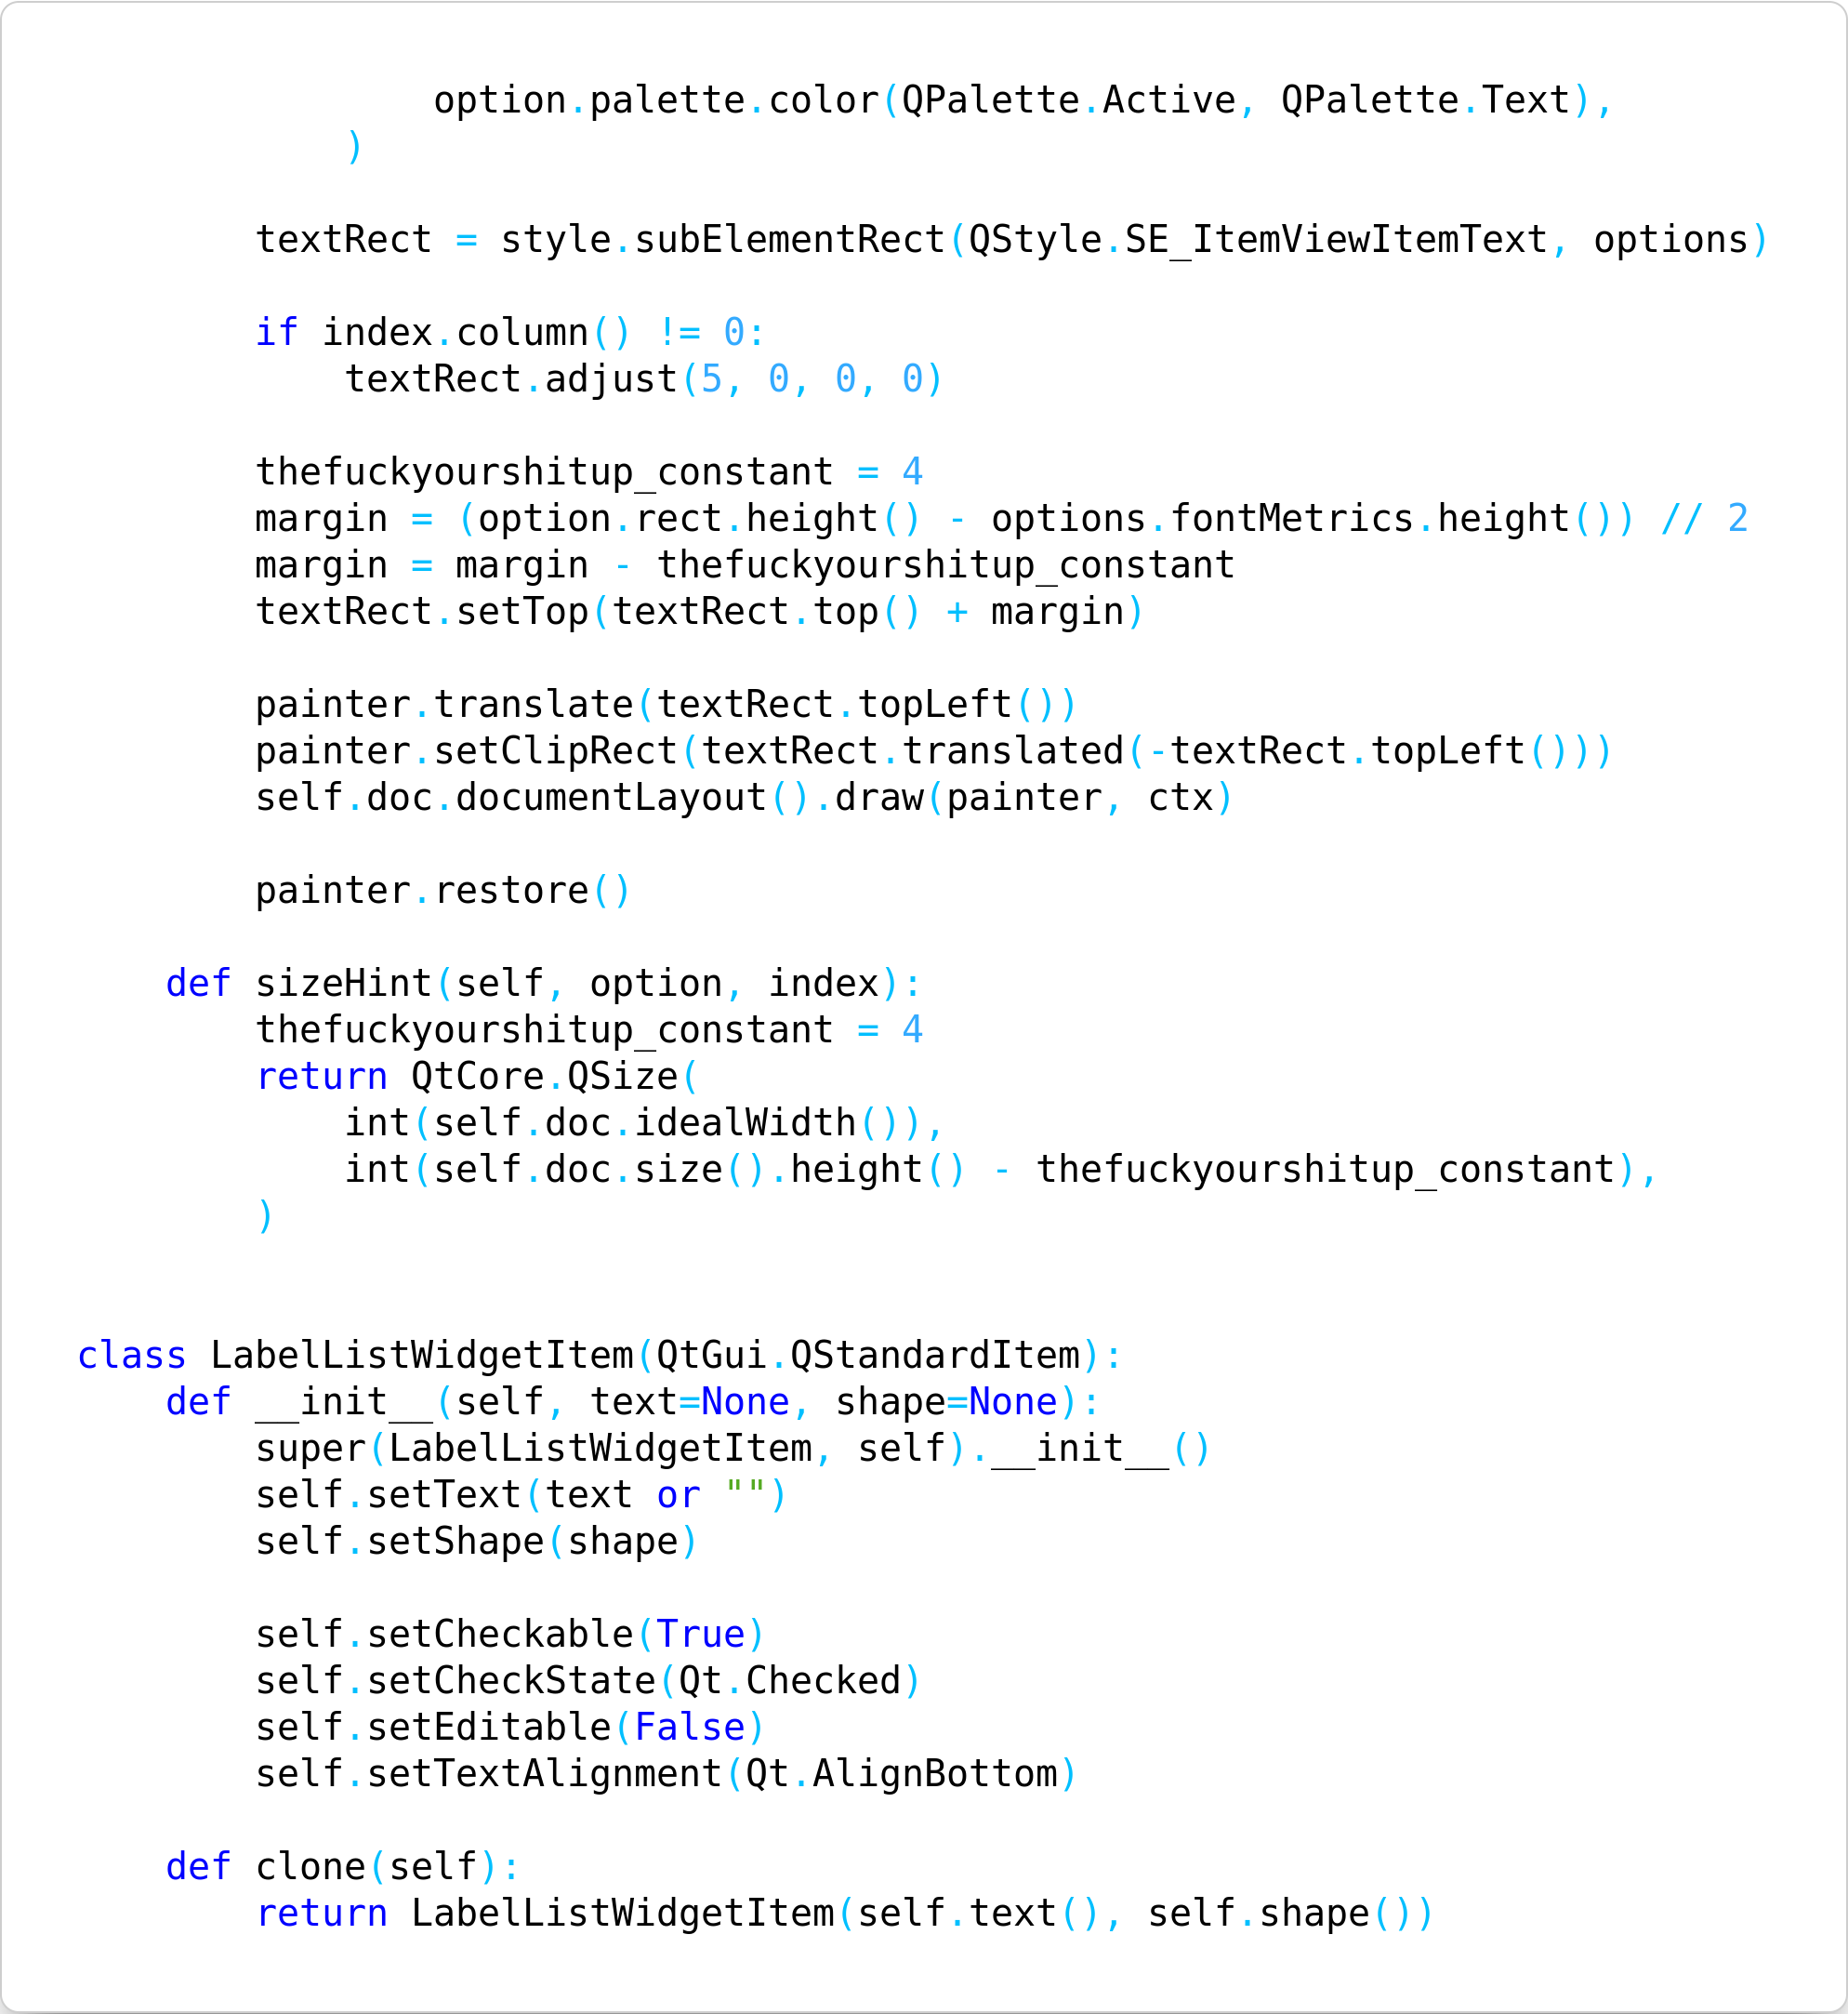 option.palette.color(QPalette.Active, QPalette.Text),
            )

        textRect = style.subElementRect(QStyle.SE_ItemViewItemText, options)

        if index.column() != 0:
            textRect.adjust(5, 0, 0, 0)

        thefuckyourshitup_constant = 4
        margin = (option.rect.height() - options.fontMetrics.height()) // 2
        margin = margin - thefuckyourshitup_constant
        textRect.setTop(textRect.top() + margin)

        painter.translate(textRect.topLeft())
        painter.setClipRect(textRect.translated(-textRect.topLeft()))
        self.doc.documentLayout().draw(painter, ctx)

        painter.restore()

    def sizeHint(self, option, index):
        thefuckyourshitup_constant = 4
        return QtCore.QSize(
            int(self.doc.idealWidth()),
            int(self.doc.size().height() - thefuckyourshitup_constant),
        )


class LabelListWidgetItem(QtGui.QStandardItem):
    def __init__(self, text=None, shape=None):
        super(LabelListWidgetItem, self).__init__()
        self.setText(text or "")
        self.setShape(shape)

        self.setCheckable(True)
        self.setCheckState(Qt.Checked)
        self.setEditable(False)
        self.setTextAlignment(Qt.AlignBottom)

    def clone(self):
        return LabelListWidgetItem(self.text(), self.shape())